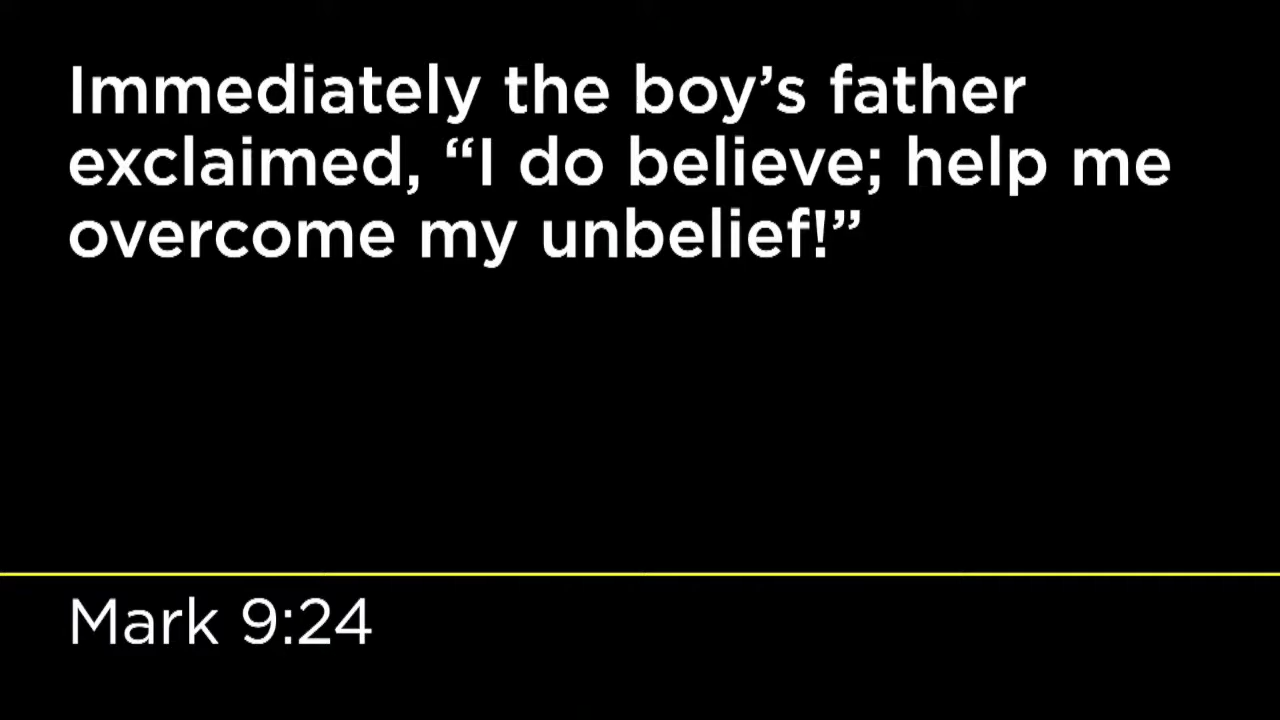 Immediately the boy’s father
exclaimed, “I do believe; help me
overcome my unbelief!”
Mark 9:24